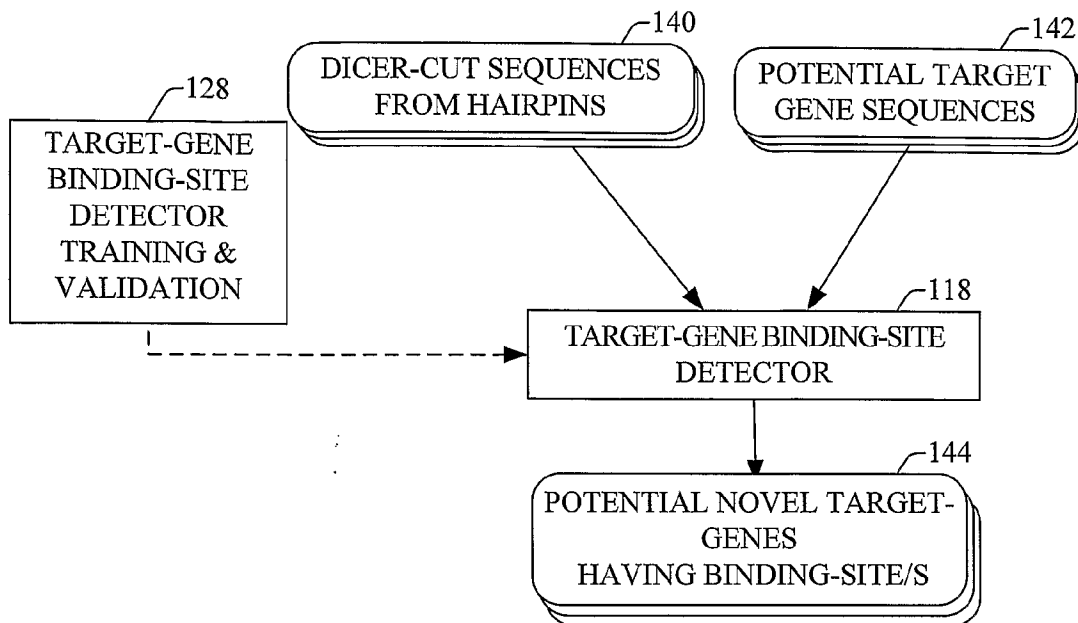 140
DICER-CUT SEQUENCES
FROM HAIRPINS
142
POTENTIAL TARGET
GENE SEQUENCES
128
TARGET-GENE
BINDING-SITE
DETECTOR
TRAINING &
VALIDATION
118
TARGET-GENE BINDING-SITE
DETECTOR
144
POTENTIAL NOVEL TARGET-
GENES
HAVING BINDING-SITE/S